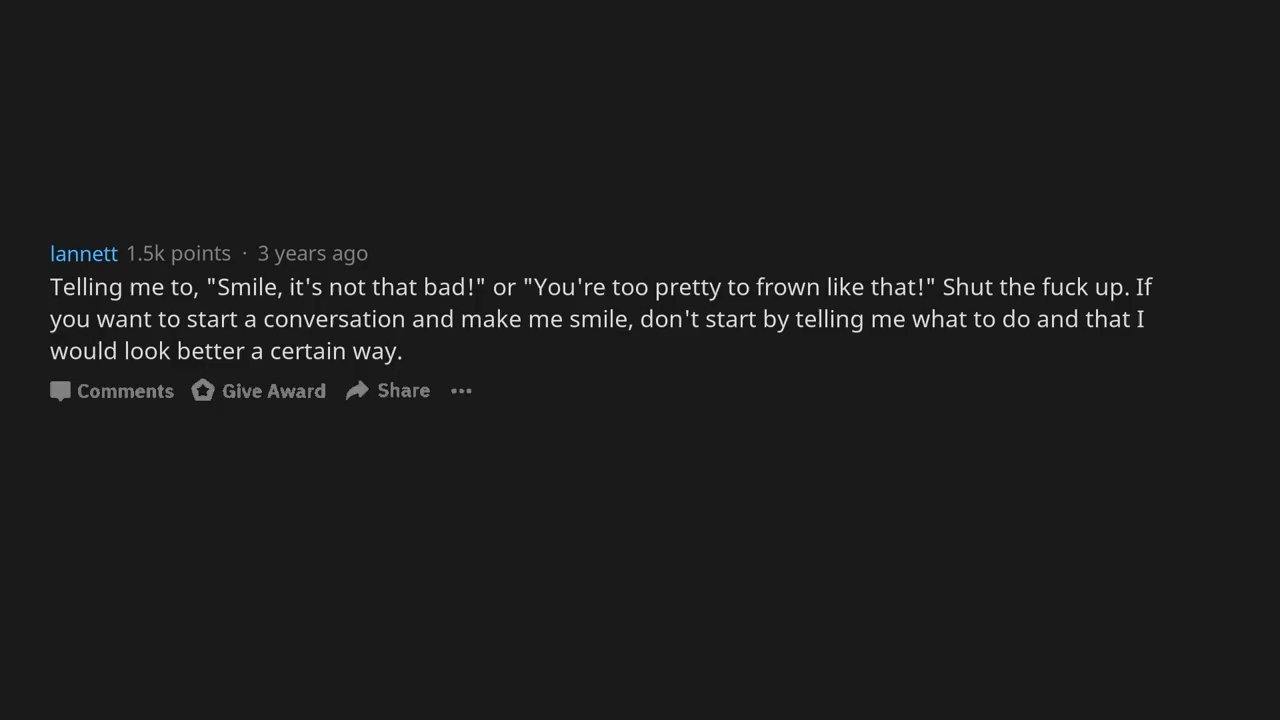 lannett 1.5k points · 3 years ago
Telling me to, "Smile, it's not that bad!" or "You're too pretty to frown like that!" Shut the fuck up. If
you want to start a conversation and make me smile, don't start by telling me what to do and that I
would look better a certain way.
Comments Give Award Share ···